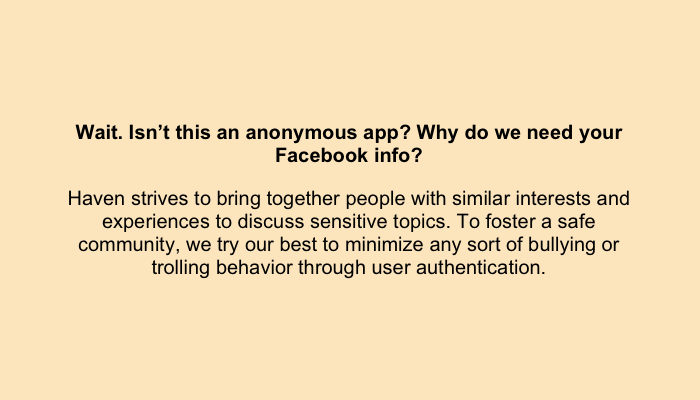 Wait. Isn’t this an anonymous app? Why do we need your
Facebook info?
Haven strives to bring together people with similar interests and
experiences to discuss sensitive topics. To foster a safe
community, we try our best to minimize any sort of bullying or
trolling behavior through user authentication.